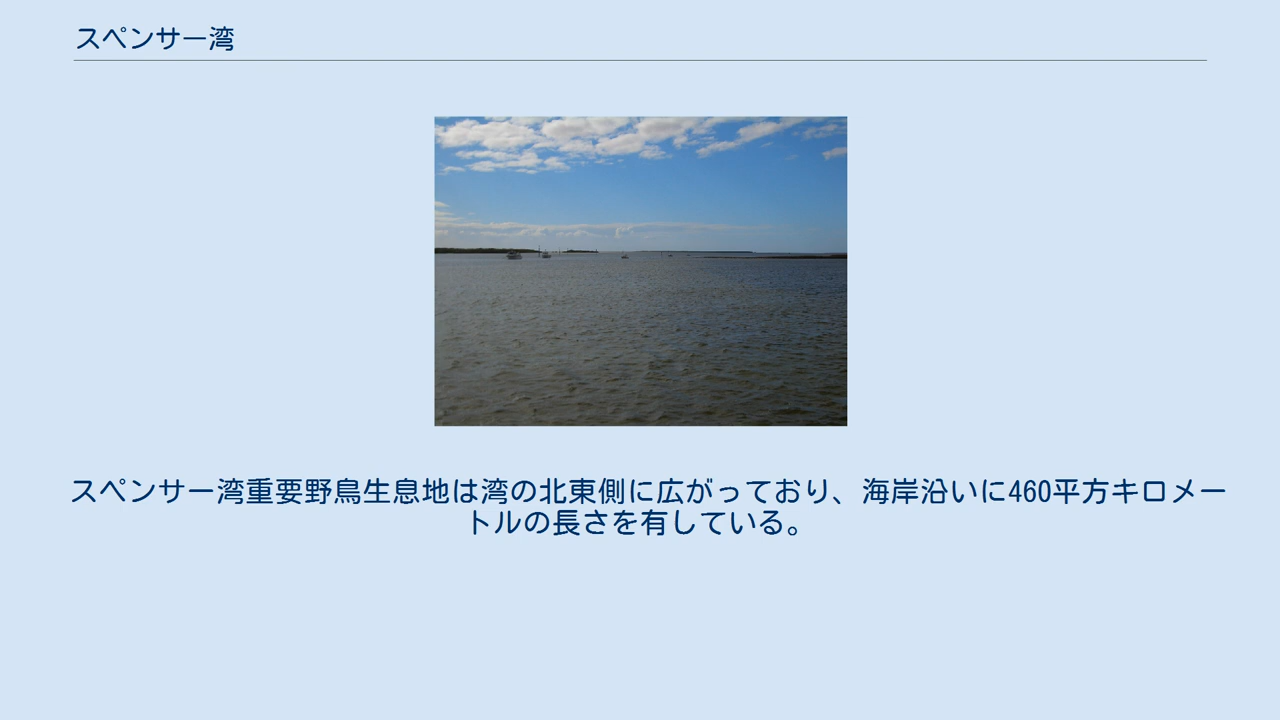 スペンサー湾
スペンサー湾重要野鳥生息地は湾の北東側に広がっており、海岸沿いに460平方キロメー
トルの長さを有している。